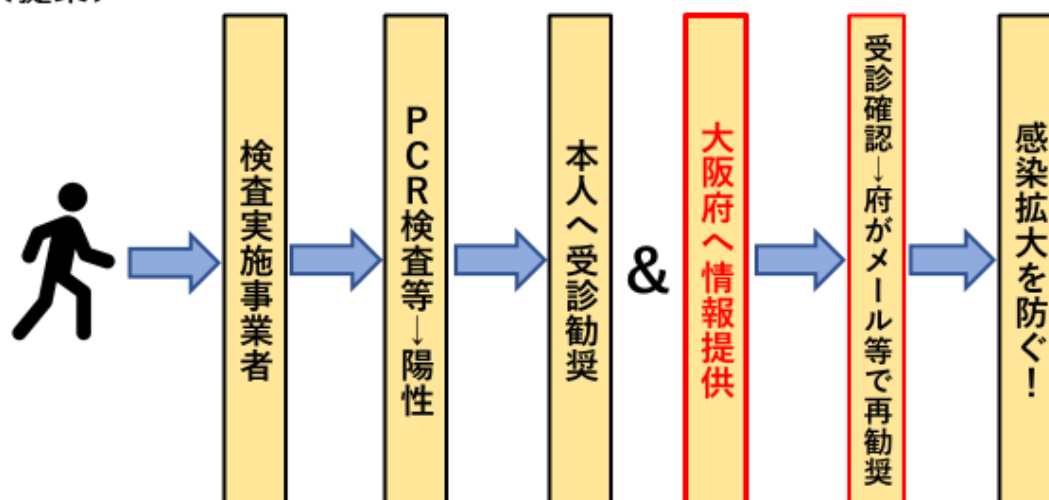 検査実施事業者
PCR検査等→陽性
本人へ受診勧奨
&
大阪府へ情報提供
受診確認→府がメール等で再勧奨
感染拡大を防ぐ！